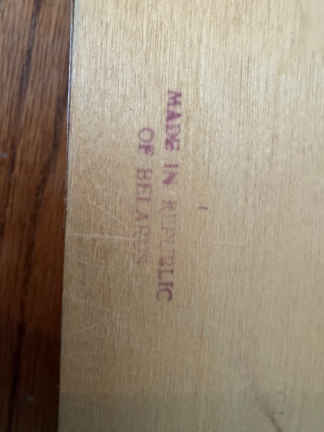 MADE IN REPUBLIC
OF BELARUS